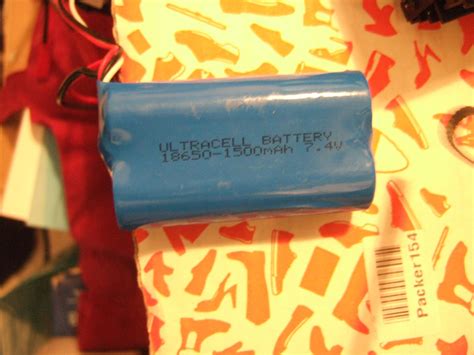 ULTRACELL BATTERY
18650-1500mAh 7.4V
Packer154